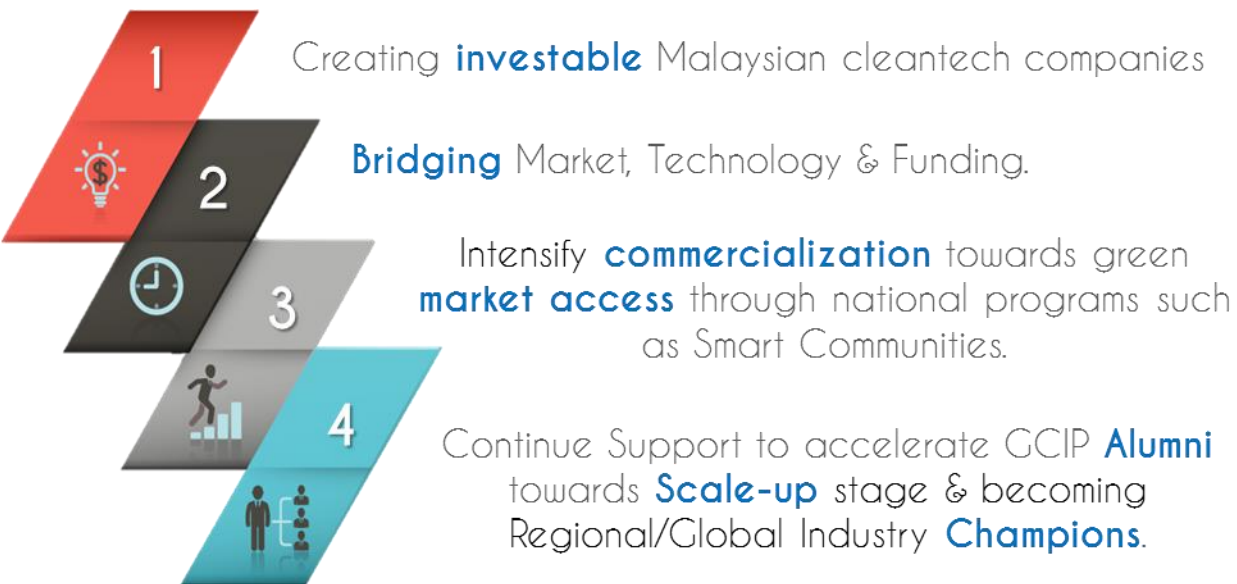 1
Creating investable Malaysian cleantech companies
2
Bridging Market, Technology & Funding.
3
Intensify commercialization towards green
market access through national programs such
as Smart Communities.
4
Continue Support to accelerate GCIP Alumni
towards Scale-up stage & becoming
Regional/Global Industry Champions.
$